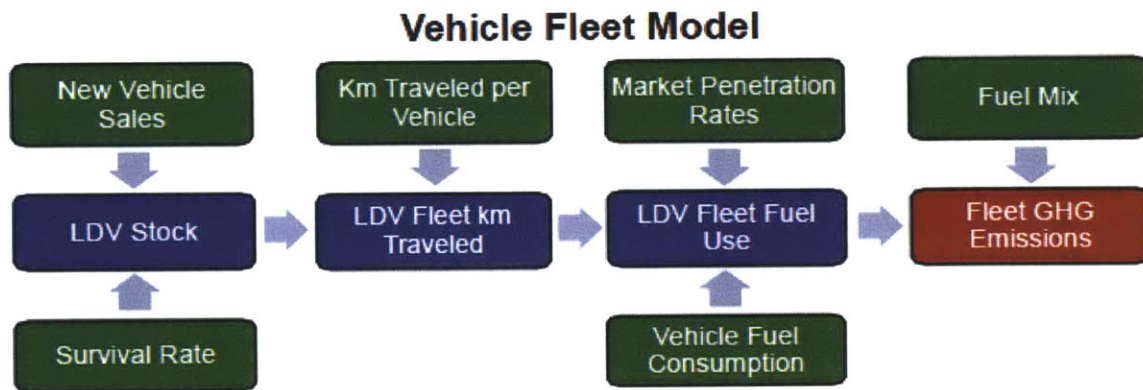 Vehicle Fleet Model
New Vehicle
Sales
Km Traveled per
Vehicle
Market Penetration
Rates
Fuel Mix
LDV Stock
LDV Fleet km
Traveled
LDV Fleet Fuel
Use
Fleet GHG
Emissions
Survival Rate
Vehicle Fuel
Consumption